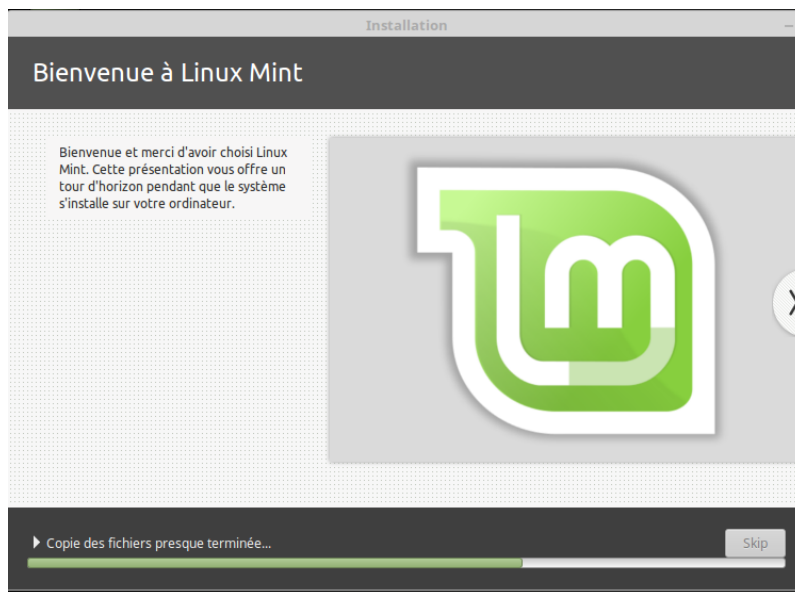 Installation
Bienvenue à Linux Mint
Bienvenue et merci d'avoir choisi Linux
Mint. Cette présentation vous offre un
tour d'horizon pendant que le système
s'installe sur votre ordinateur.
Copie des fichiers presque terminée...
Skip